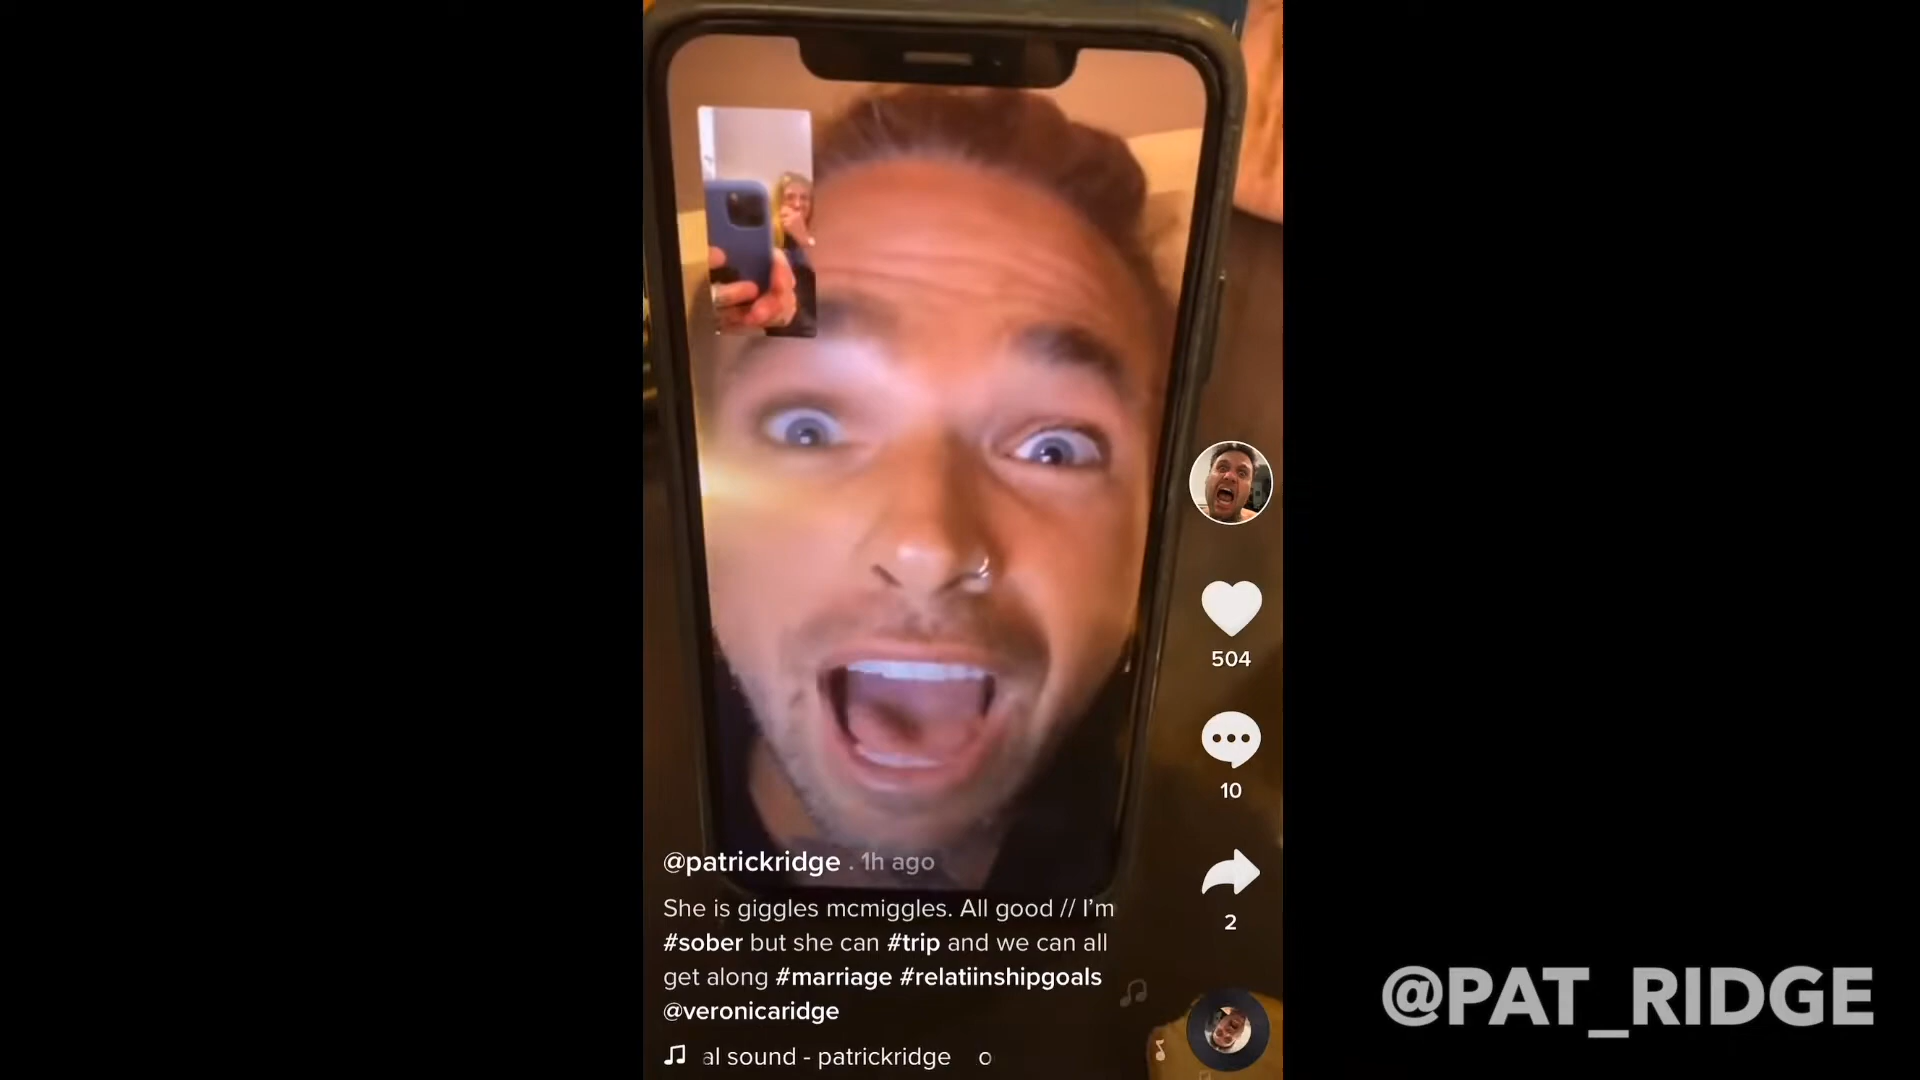 504
10
2
@patrickridge . 1h ago
She is giggles mcmiggles. All good // I’m
#sober but she can #trip and we can all
get along #marriage #relatiinshipgoals
@veronicaridge
al sound - patrickridge o
@PAT_RIDGE